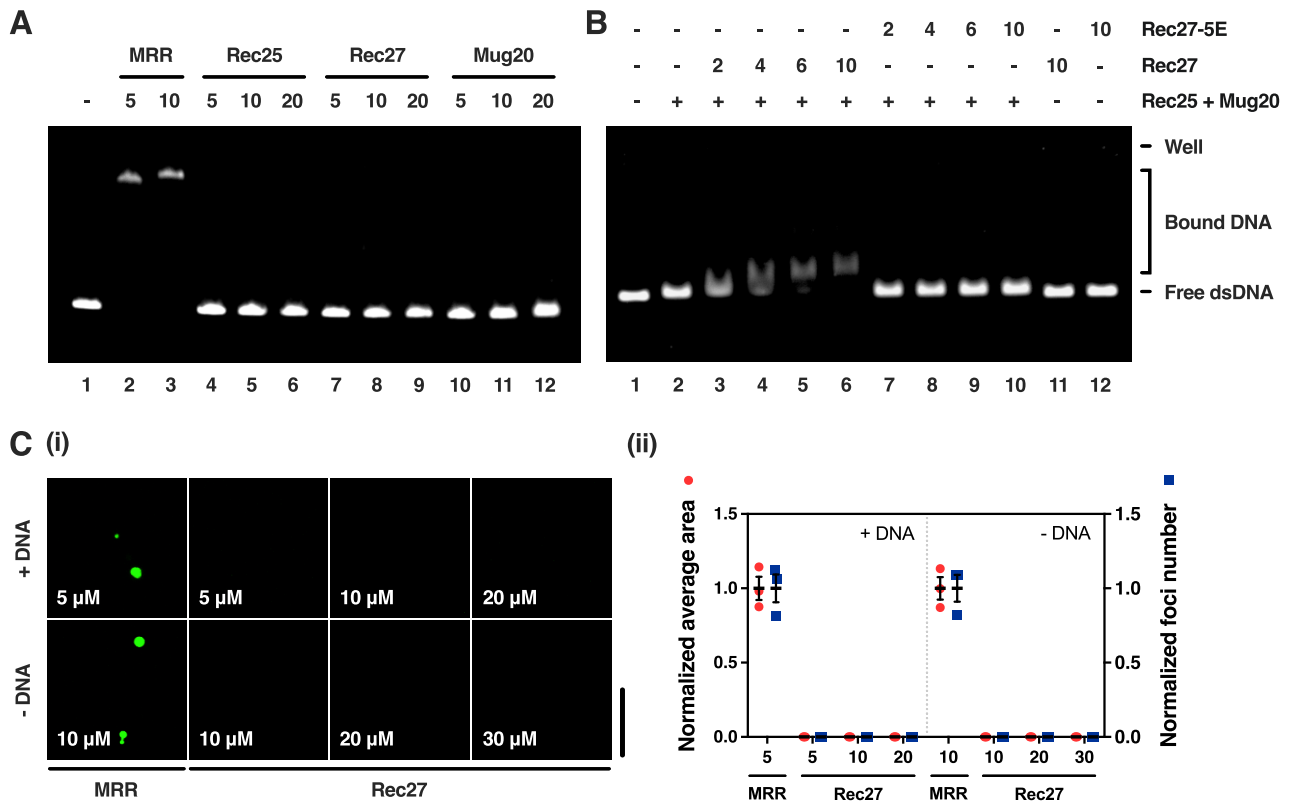 A
MRR Rec25 Rec27 Mug20
- 5 10 5 10 20 5 10 20 5 10 20
1 2 3 4 5 6 7 8 9 10 11 12
B
- - - - - - 2 4 6 10 - 10 Rec27-5E
- - 2 4 6 10 - - - - 10 - Rec27
- + + + + + + + + + - - Rec25 + Mug20
Well
Bound DNA
Free dsDNA
1 2 3 4 5 6 7 8 9 10 11 12
C (i)
+ DNA
5 µM 5 µM 10 µM 20 µM
- DNA
10 µM 10 µM 20 µM 30 µM
MRR Rec27
(ii)
Normalized average area
Normalized foci number
+ DNA - DNA
1.5 1.5
1.0 1.0
0.5 0.5
0.0 0.0
5 5 10 20 10 10 20 30
MRR Rec27 MRR Rec27